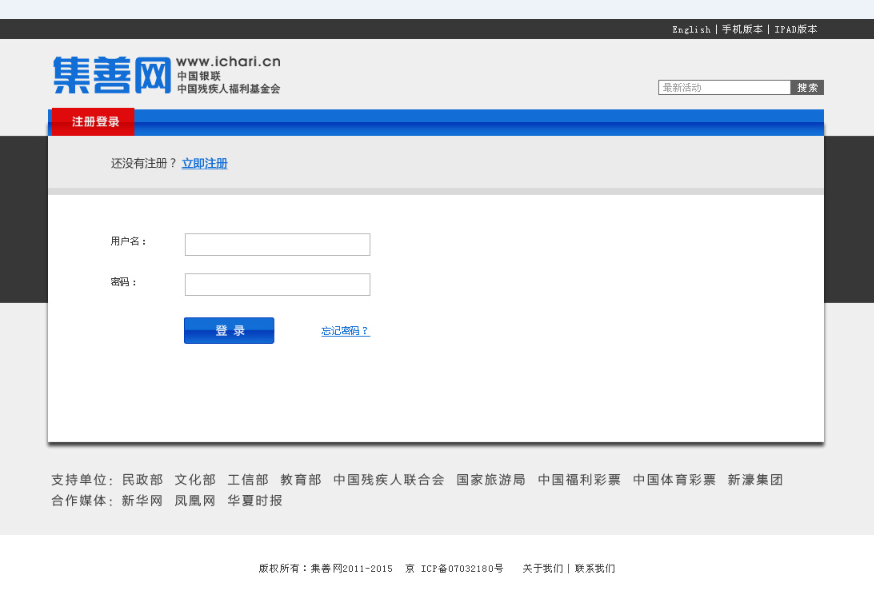 English | 手机版本 | IPAD版本
集善网 www.ichari.cn
中国银联
中国残疾人福利基金会
最新活动 搜索
注册登录
还没有注册？ 立即注册
用户名：
密码：
登 录 忘记密码？
支持单位：民政部 文化部 工信部 教育部 中国残疾人联合会 国家旅游局 中国福利彩票 中国体育彩票 新濠集团
合作媒体：新华网 凤凰网 华夏时报
版权所有：集善网2011-2015 京 ICP备07032180号 关于我们 | 联系我们